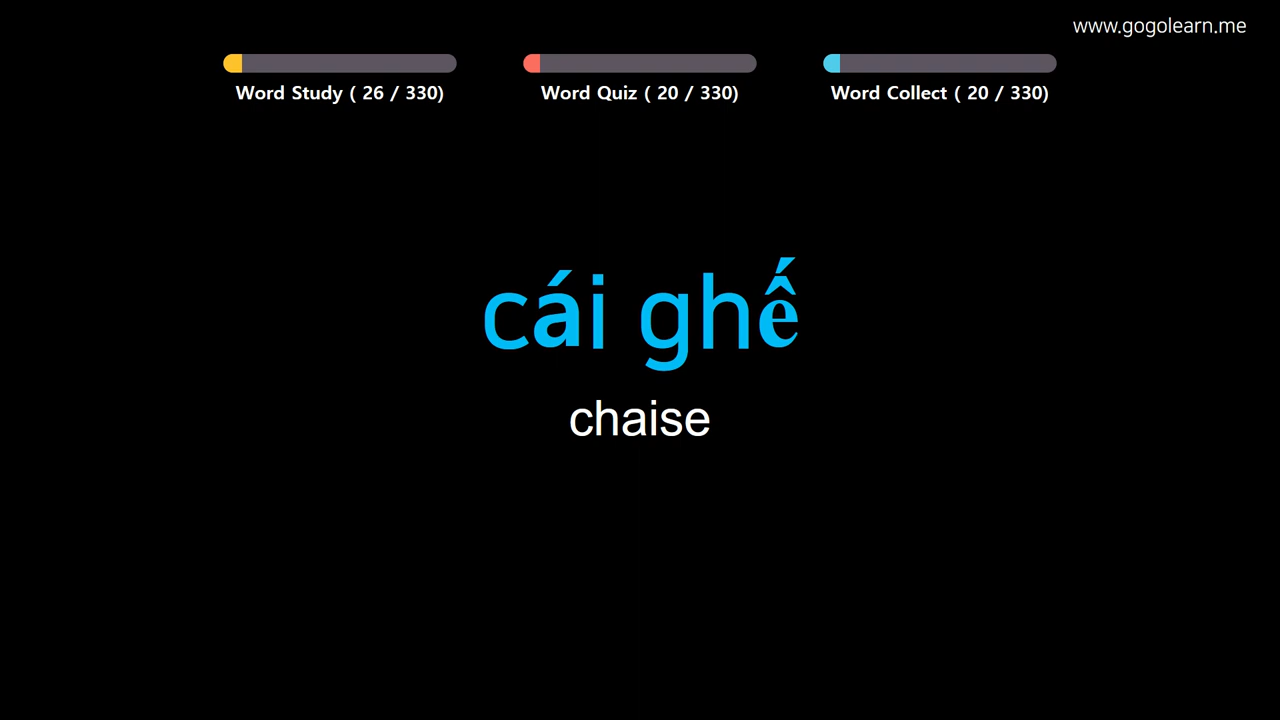 www.gogolearn.me
Word Study ( 26 / 330)
Word Quiz ( 20 / 330)
Word Collect ( 20 / 330)
cái ghế
chaise